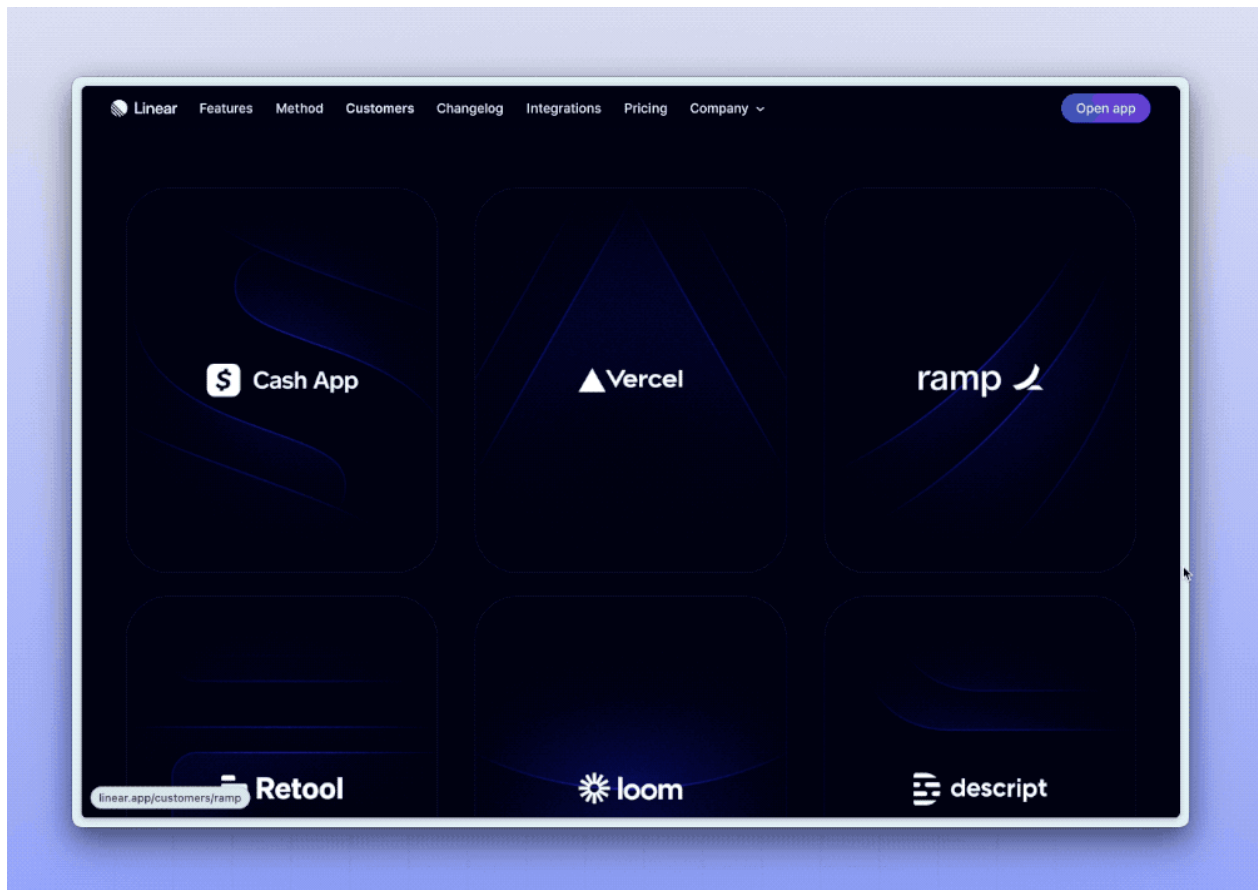 Linear Features Method Customers Changelog Integrations Pricing Company Open app
$ Cash App Vercel ramp
Retool loom descript
linear.app/customers/ramp